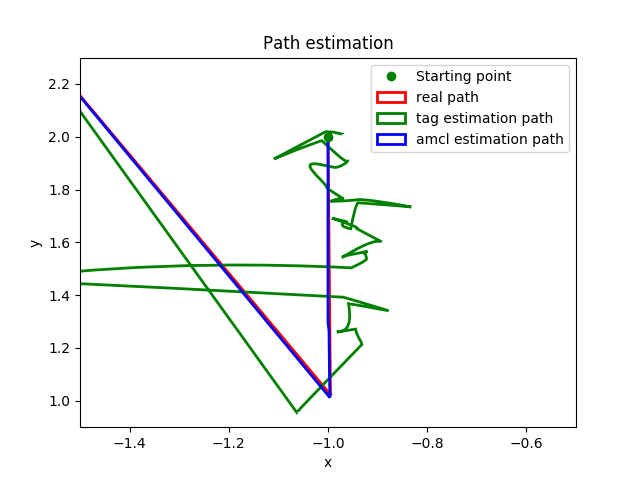 Path estimation
Starting point
real path
tag estimation path
amcl estimation path
y
2.2
2.0
1.8
1.6
1.4
1.2
1.0
−1.4
−1.2
−1.0
−0.8
−0.6
x